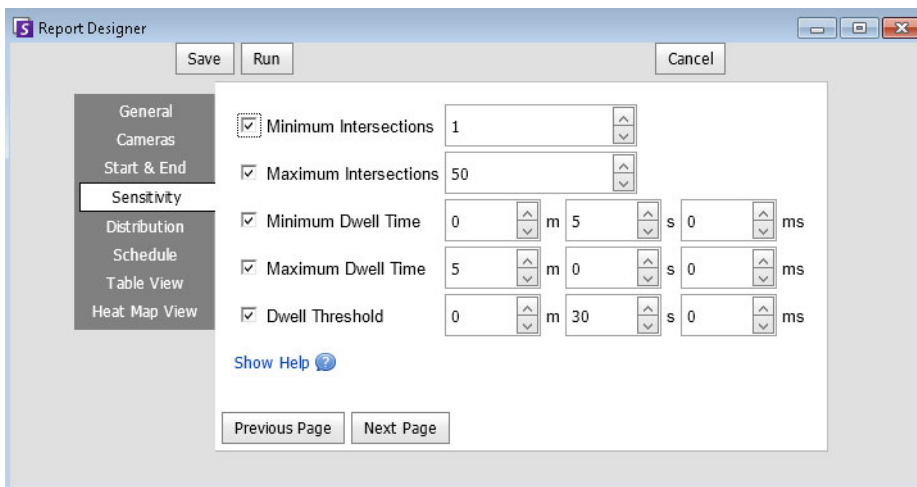 Report Designer
Save Run Cancel
General
Cameras
Start & End
Sensitivity
Distribution
Schedule
Table View
Heat Map View
Minimum Intersections 1
Maximum Intersections 50
Minimum Dwell Time 0 m 5 s 0 ms
Maximum Dwell Time 5 m 0 s 0 ms
Dwell Threshold 0 m 30 s 0 ms
Show Help ?
Previous Page Next Page